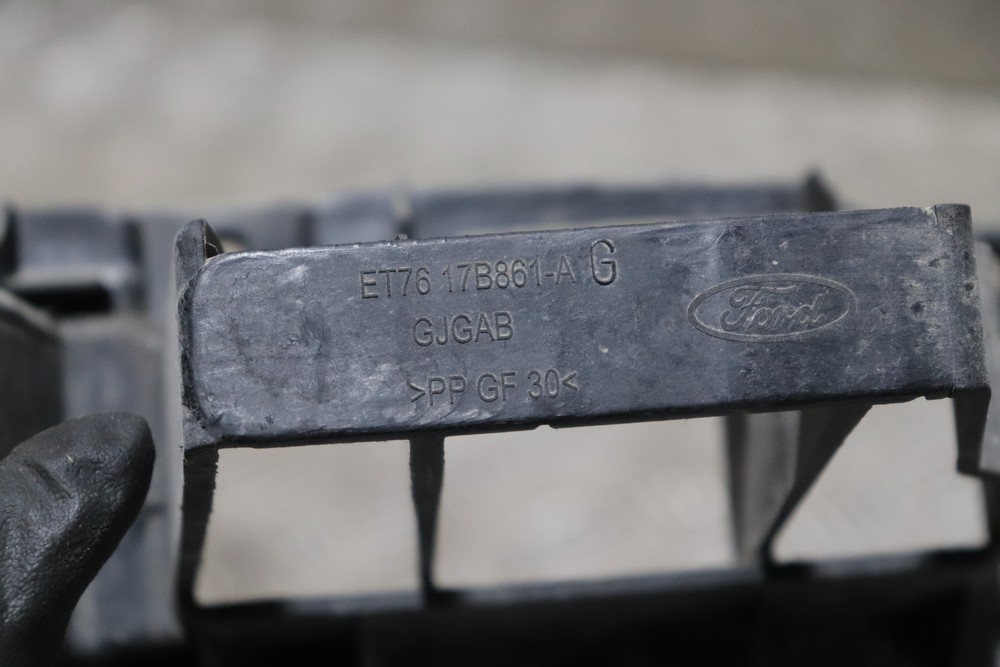 ET76 17B861-A G
Ford
GJGAB
>PP GF 30<